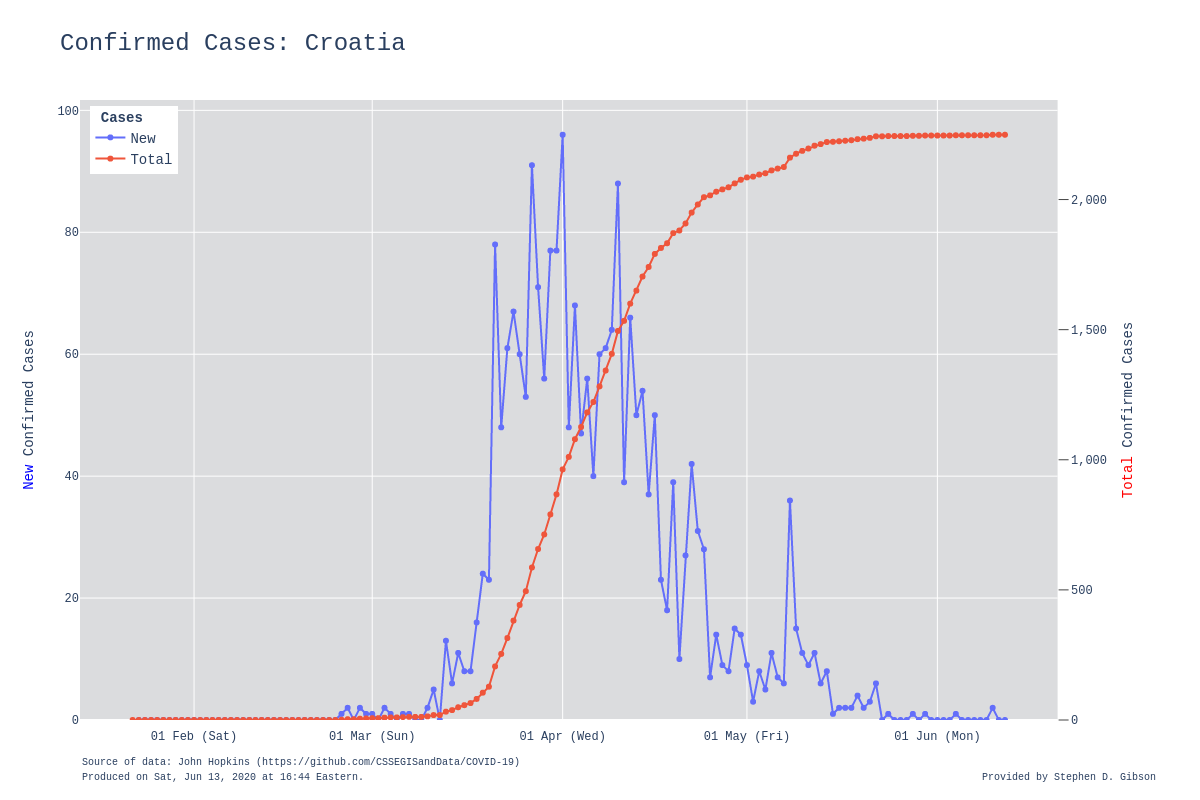 Confirmed Cases: Croatia
Cases
New
Total
100
80
60
40
20
0
New Confirmed Cases
2,000
1,500
1,000
500
0
Total Confirmed Cases
01 Feb (Sat)
01 Mar (Sun)
01 Apr (Wed)
01 May (Fri)
01 Jun (Mon)
Source of data: John Hopkins (https://github.com/CSSEGISandData/COVID-19)
Produced on Sat, Jun 13, 2020 at 16:44 Eastern.
Provided by Stephen D. Gibson